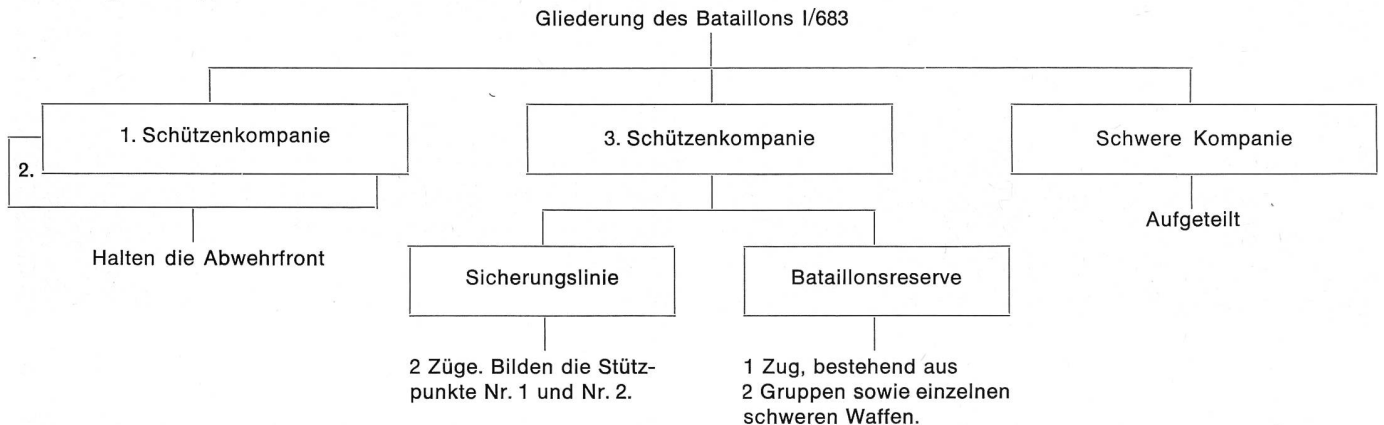 Gliederung des Bataillons I/683
1. Schützenkompanie
2.
Halten die Abwehrfront
3. Schützenkompanie
Sicherungslinie
2 Züge. Bilden die Stütz-
punkte Nr. 1 und Nr. 2.
Bataillonsreserve
1 Zug, bestehend aus
2 Gruppen sowie einzelnen
schweren Waffen.
Schwere Kompanie
Aufgeteilt